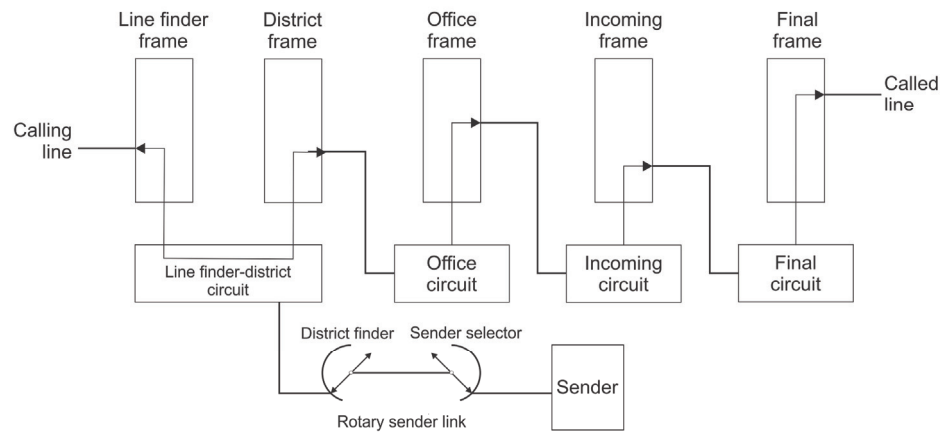 Line finder
frame
District
frame
Office
frame
Incoming
frame
Final
frame
Calling
line
Called
line
Line finder-district
circuit
Office
circuit
Incoming
circuit
Final
circuit
District finder
Sender selector
Sender
Rotary sender link